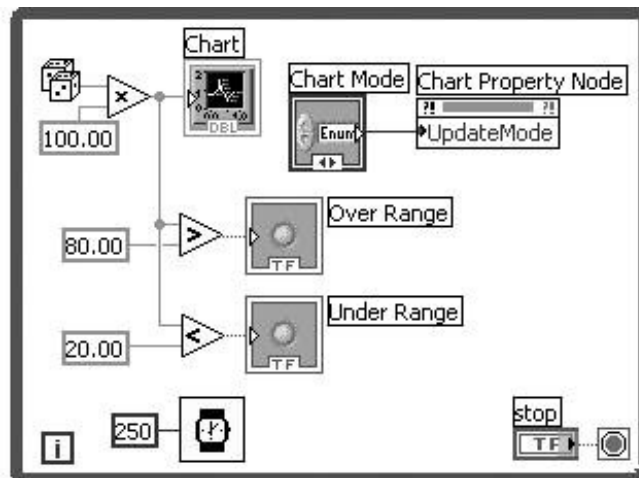 Chart
Chart Mode
Chart Property Node
100.00
DBL
Enum
UpdateMode
Over Range
80.00
TF
Under Range
20.00
TF
250
stop
TF
i